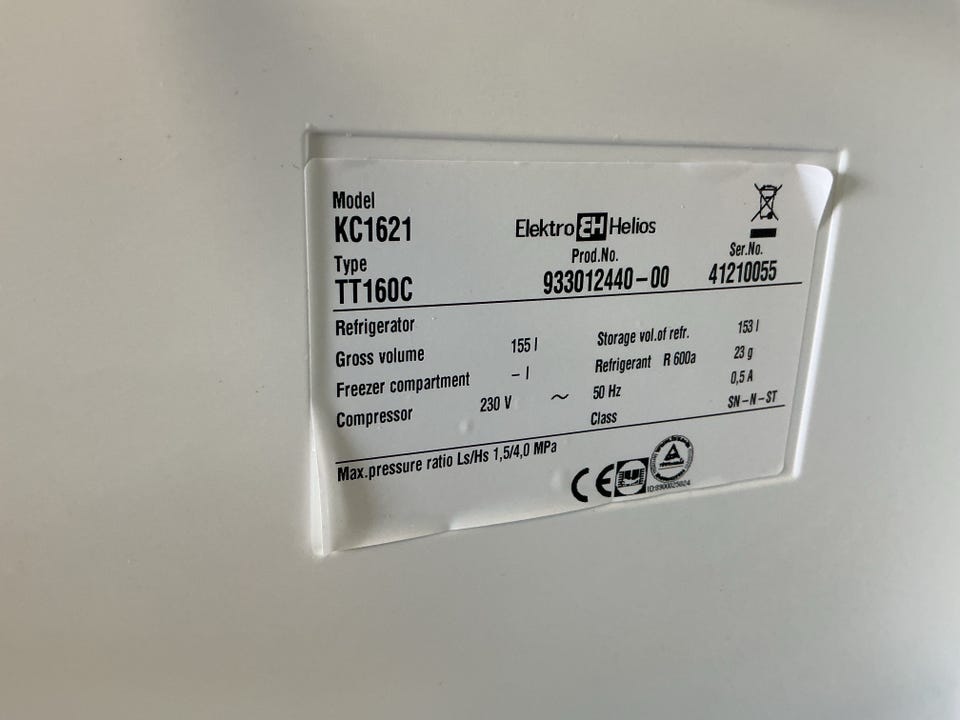 Model
KC1621
Elektro EH Helios
Type
TT160C
Prod.No.
933012440-00
Ser.No.
41210055
Refrigerator
Gross volume 155 l
Storage vol.of refr. 153 l
Freezer compartment – l
Refrigerant R 600a 23 g
Compressor 230 V ~ 50 Hz 0,5 A
Class SN-N-ST
Max.pressure ratio Ls/Hs 1,5/4,0 MPa
CE